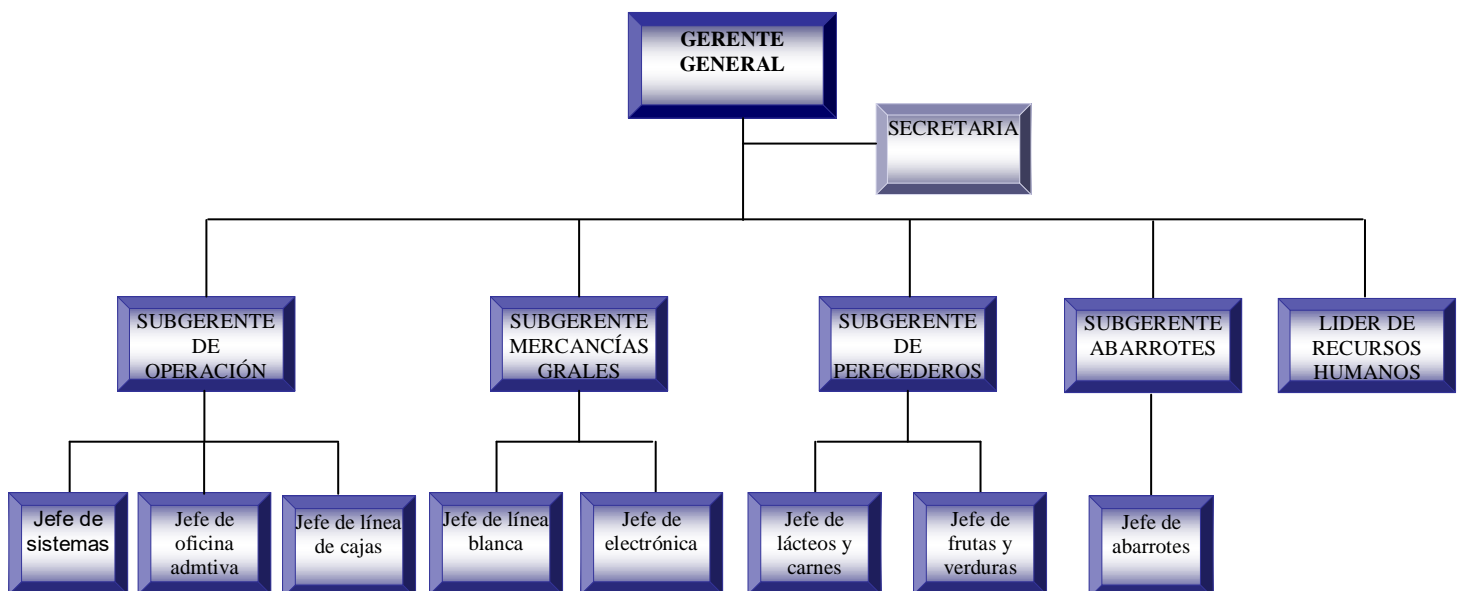 GERENTE
GENERAL
SECRETARIA
SUBGERENTE
DE
OPERACIÓN
SUBGERENTE
MERCANCÍAS
GRALES
SUBGERENTE
DE
PERECEDEROS
SUBGERENTE
ABARROTES
LIDER DE
RECURSOS
HUMANOS
Jefe de
sistemas
Jefe de
oficina
admtiva
Jefe de línea
de cajas
Jefe de línea
blanca
Jefe de
electrónica
Jefe de
lácteos y
carnes
Jefe de
frutas y
verduras
Jefe de
abarrotes